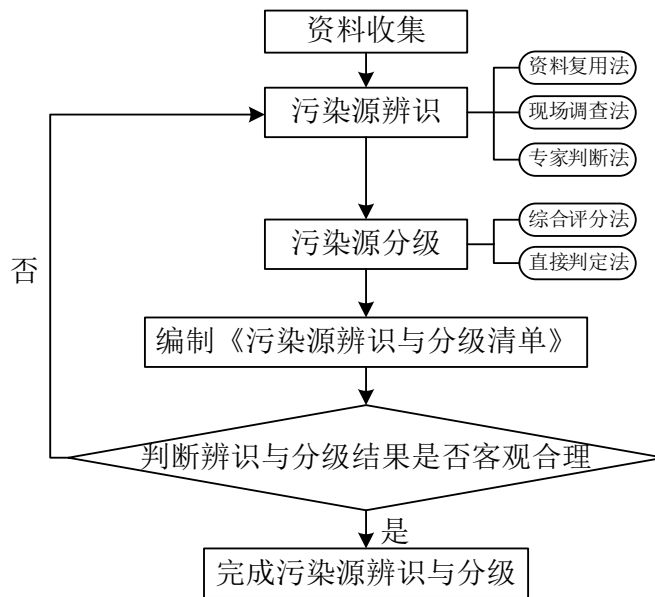 资料收集
污染源辨识
资料复用法
现场调查法
专家判断法
污染源分级
综合评分法
直接判定法
否
编制《污染源辨识与分级清单》
判断辨识与分级结果是否客观合理
是
完成污染源辨识与分级